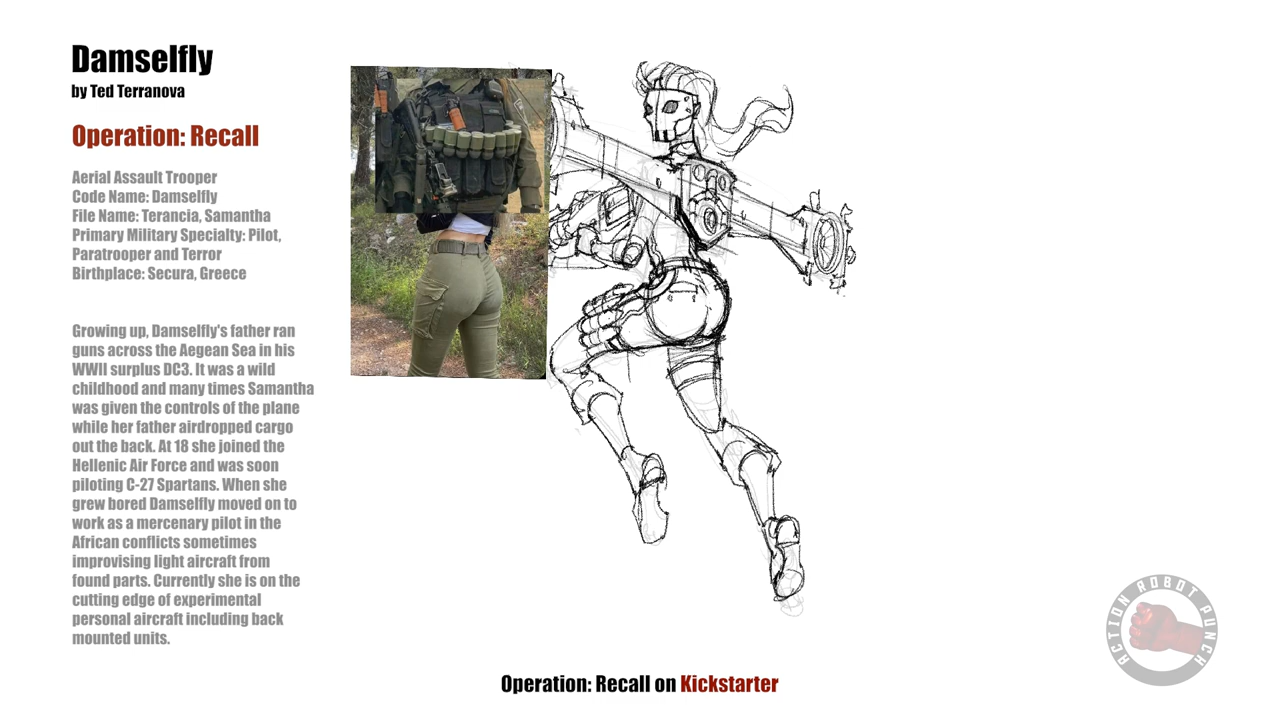 Damselfly
by Ted Terranova
Operation: Recall
Aerial Assault Trooper
Code Name: Damselfly
File Name: Terancia, Samantha
Primary Military Specialty: Pilot,
Paratrooper and Terror
Birthplace: Secura, Greece
Growing up, Damselfly's father ran
guns across the Aegean Sea in his
WWII surplus DC3. It was a wild
childhood and many times Samantha
was given the controls of the plane
while her father airdropped cargo
out the back. At 18 she joined the
Hellenic Air Force and was soon
piloting C-27 Spartans. When she
grew bored Damselfly moved on to
work as a mercenary pilot in the
African conflicts sometimes
improvising light aircraft from
found parts. Currently she is on the
cutting edge of experimental
personal aircraft including back
mounted units.
ACTION ROBOT PUNCH
Operation: Recall on Kickstarter